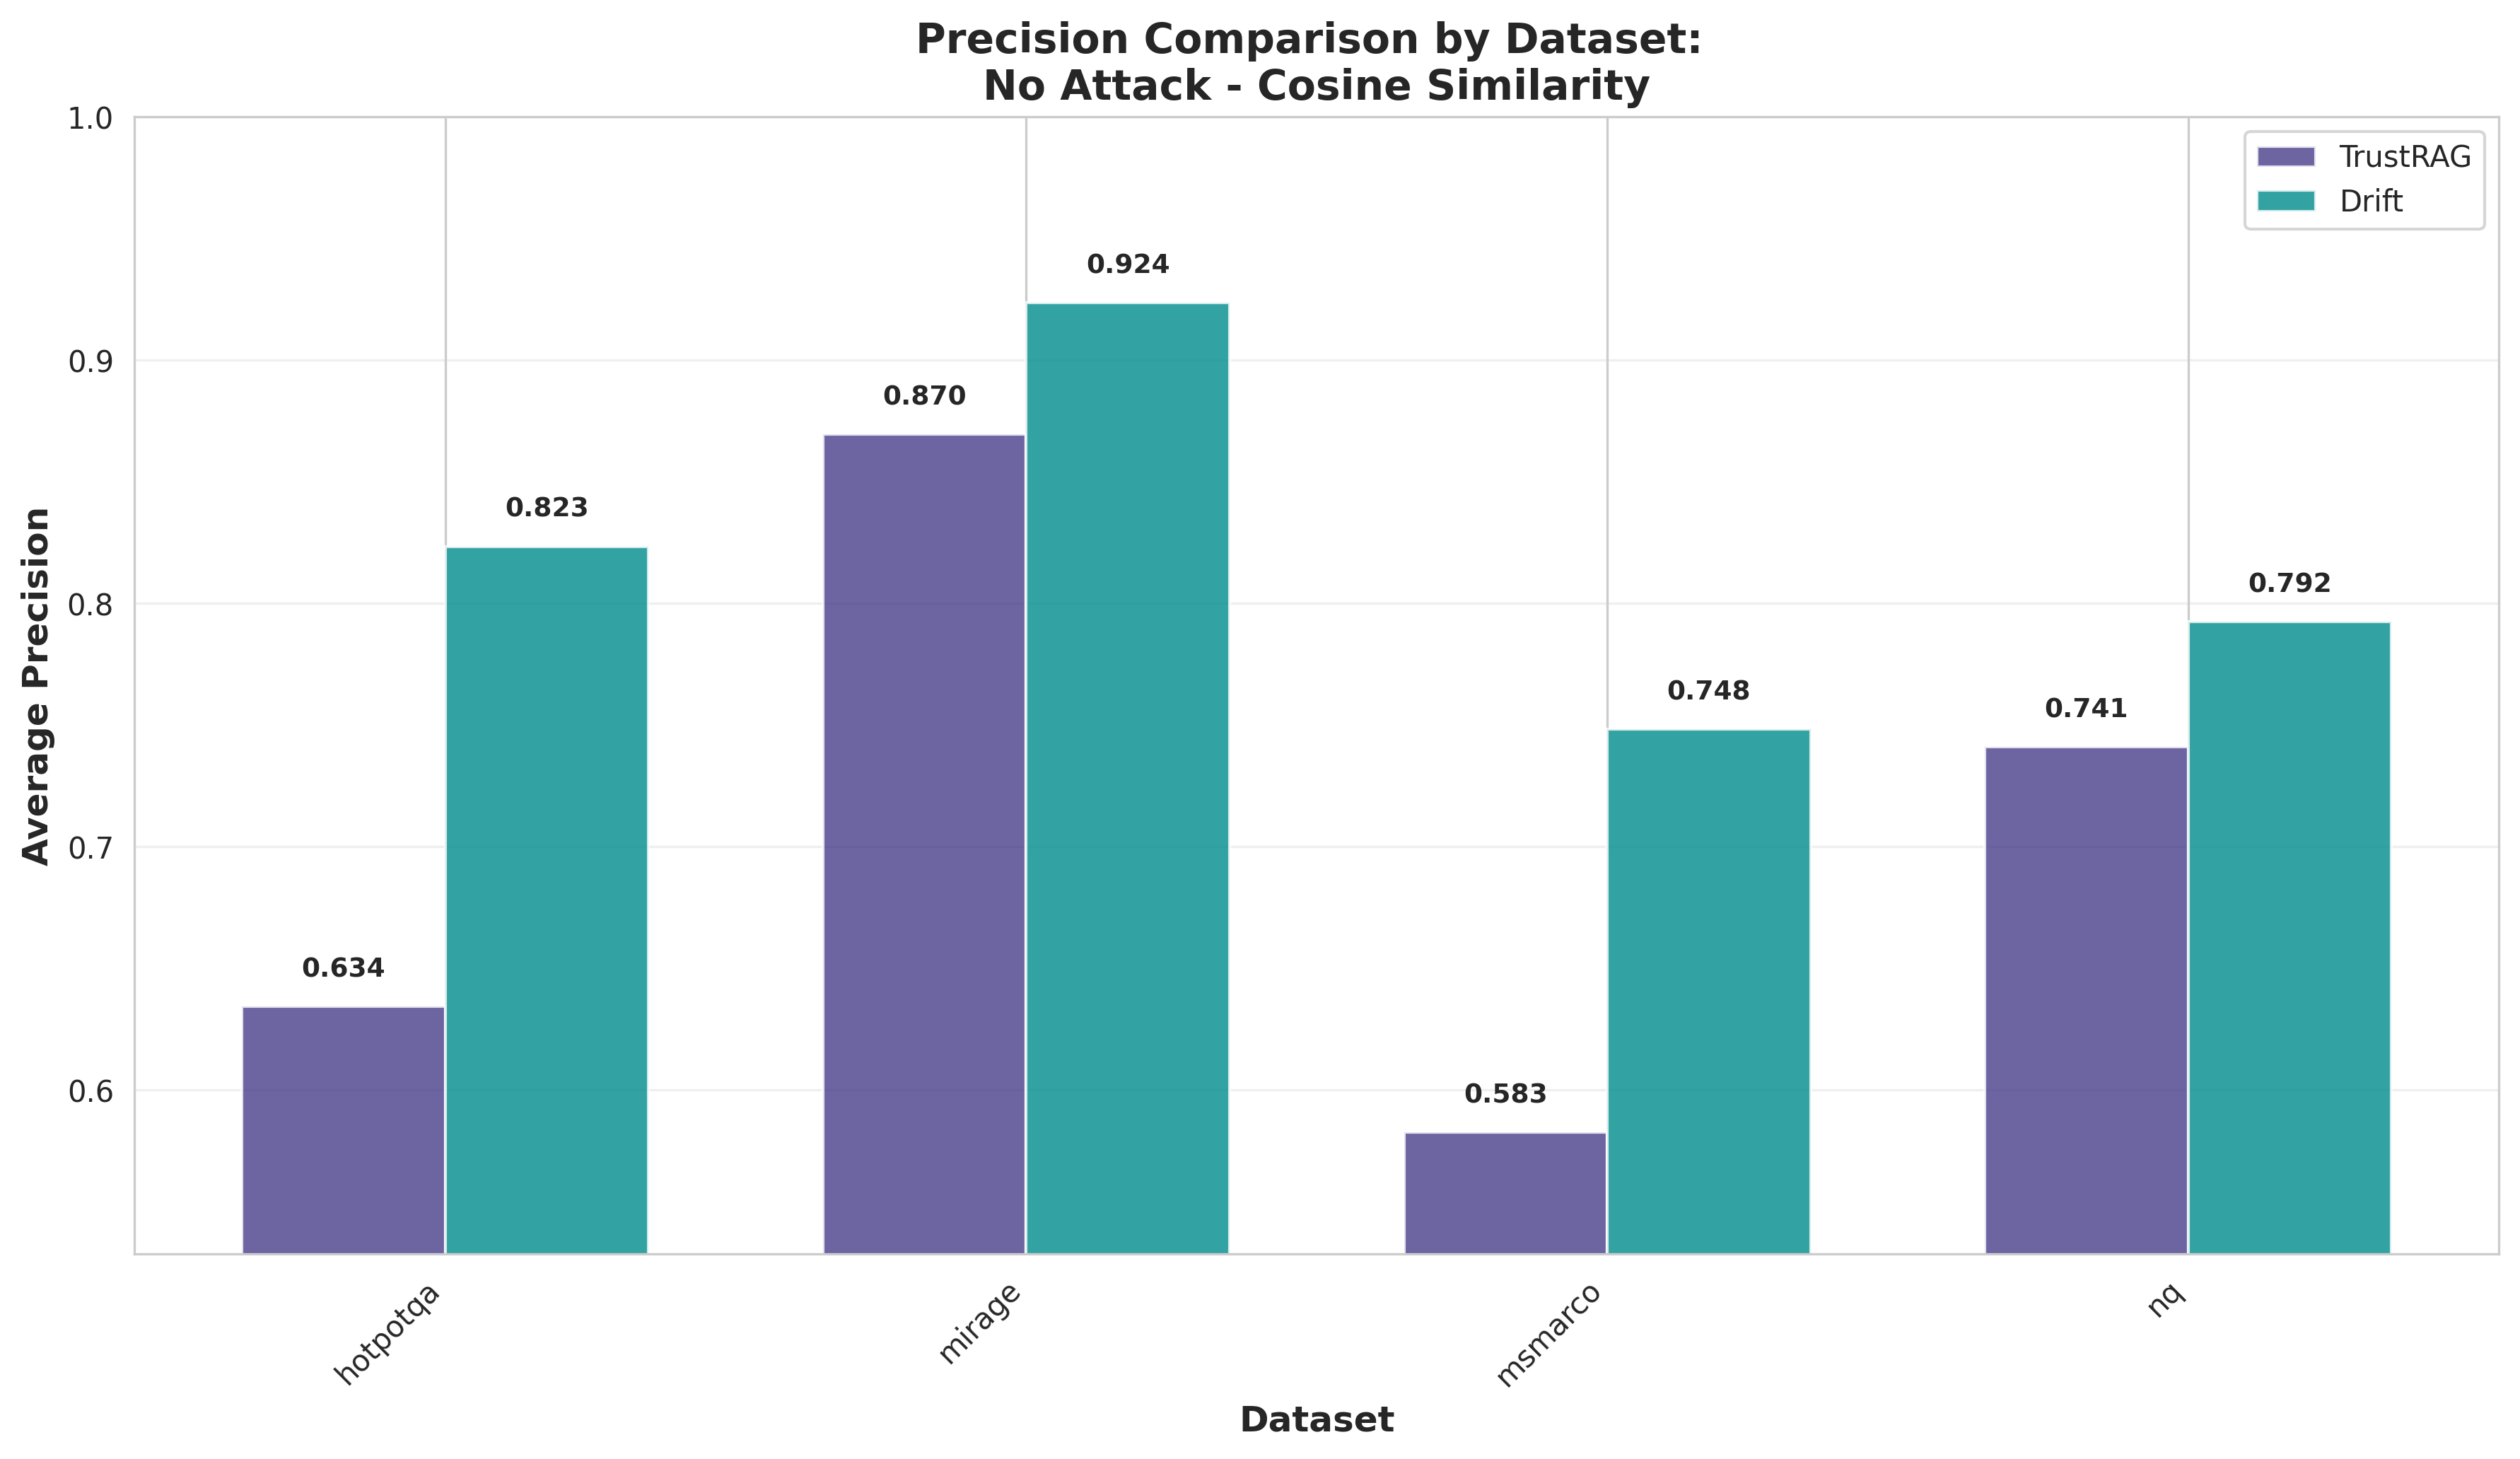 Precision Comparison by Dataset:
No Attack - Cosine Similarity
TrustRAG
Drift
Average Precision
1.0
0.9
0.8
0.7
0.6
0.634
0.823
0.870
0.924
0.583
0.748
0.741
0.792
hotpotqa
mirage
msmarco
nq
Dataset